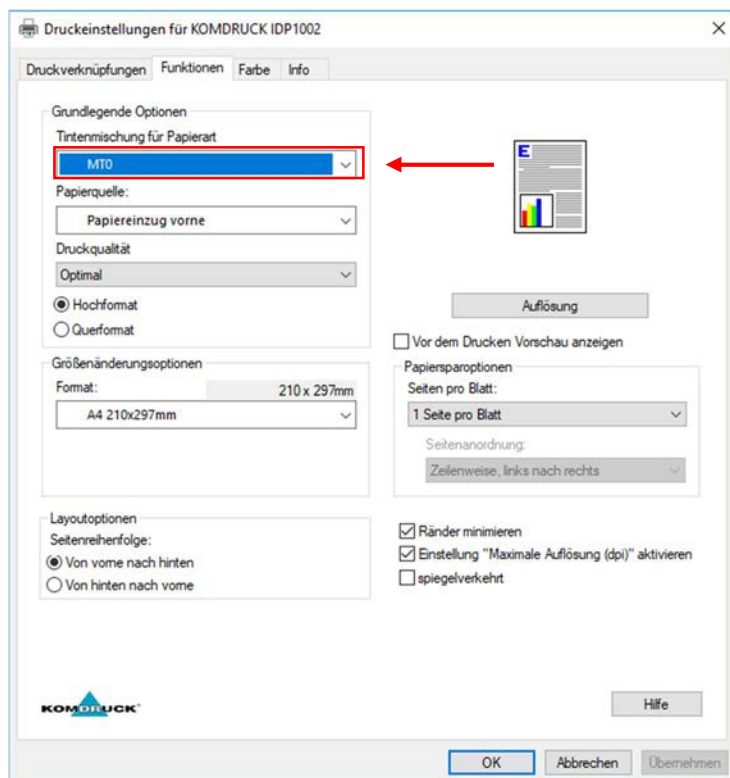 Druckeinstellungen für KOMDRUCK IDP1002
Druckverknüpfungen Funktionen Farbe Info
Grundlegende Optionen
Tintenmischung für Papierart
MT0
Papierquelle:
Papiereinzug vorne
Druckqualität
Optimal
Hochformat
Querformat
Größenänderungsoptionen
Format: 210 x 297mm
A4 210x297mm
Layoutoptionen
Seitenreihenfolge:
Von vorne nach hinten
Von hinten nach vorne
E
Auflösung
Vor dem Drucken Vorschau anzeigen
Papiersparoptionen
Seiten pro Blatt:
1 Seite pro Blatt
Seitenanordnung:
Zeilenweise, links nach rechts
Ränder minimieren
Einstellung "Maximale Auflösung (dpi)" aktivieren
spiegelverkehrt
KOMDRUCK
Hilfe
OK Abbrechen Übernehmen